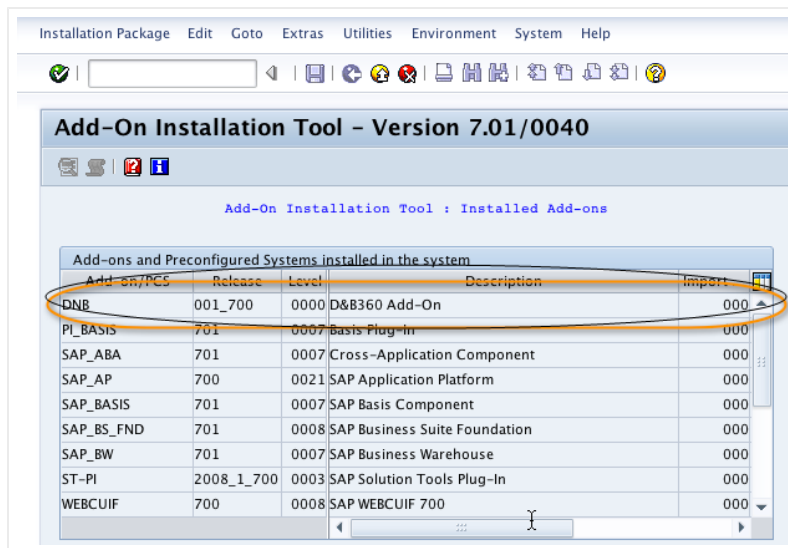 Installation Package Edit Goto Extras Utilities Environment System Help
Add-On Installation Tool - Version 7.01/0040
Add-On Installation Tool : Installed Add-ons
Add-ons and Preconfigured Systems installed in the system
Add-on/PCS Release Level Description Import
DNB 001_700 0000 D&B360 Add-On 000
PI_BASIS 701 0007 Basis Plug-In 000
SAP_ABA 701 0007 Cross-Application Component 000
SAP_AP 700 0021 SAP Application Platform 000
SAP_BASIS 701 0007 SAP Basis Component 000
SAP_BS_FND 701 0008 SAP Business Suite Foundation 000
SAP_BW 701 0007 SAP Business Warehouse 000
ST-PI 2008_1_700 0003 SAP Solution Tools Plug-In 000
WEBCUIF 700 0008 SAP WEBCUIF 700 000